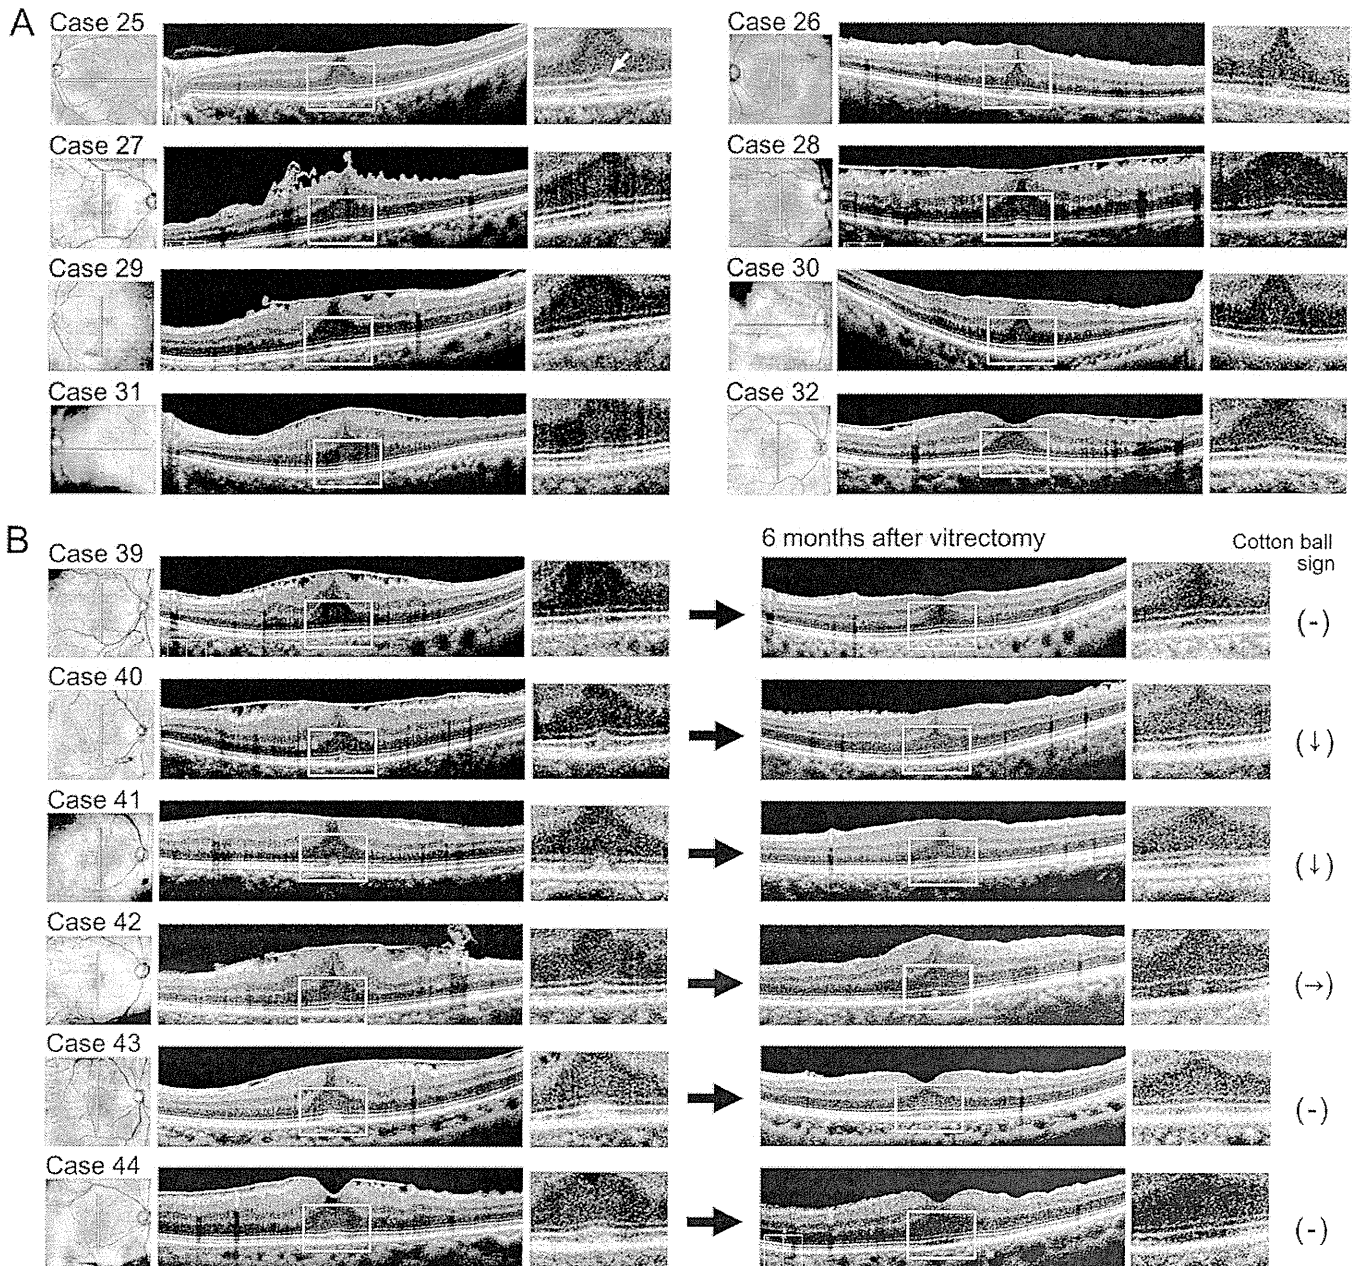 A
Case 25
Case 26
Case 27
Case 28
Case 29
Case 30
Case 31
Case 32
B
6 months after vitrectomy
Cotton ball
sign
Case 39
(-)
Case 40
(↓)
Case 41
(↓)
Case 42
(→)
Case 43
(-)
Case 44
(-)